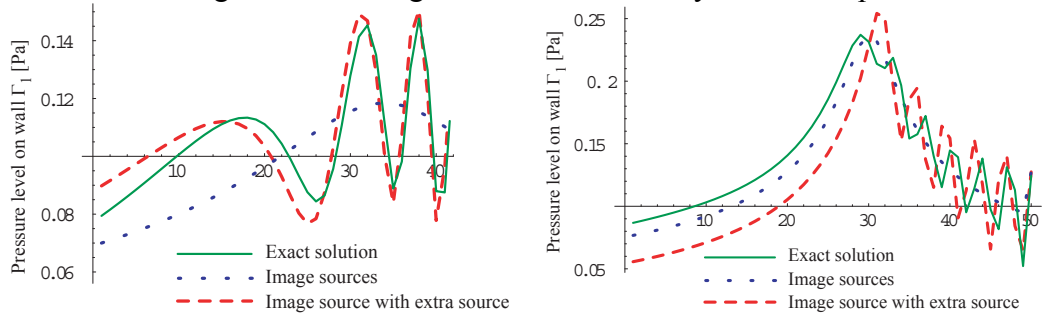 Pressure level on wall Γ1 [Pa]
0.14
0.12
0.08
0.06
10 20 30 40
Exact solution
Image sources
Image source with extra source
Pressure level on wall Γ1 [Pa]
0.25
0.2
0.15
0.05
10 20 30 40 50
Exact solution
Image sources
Image source with extra source